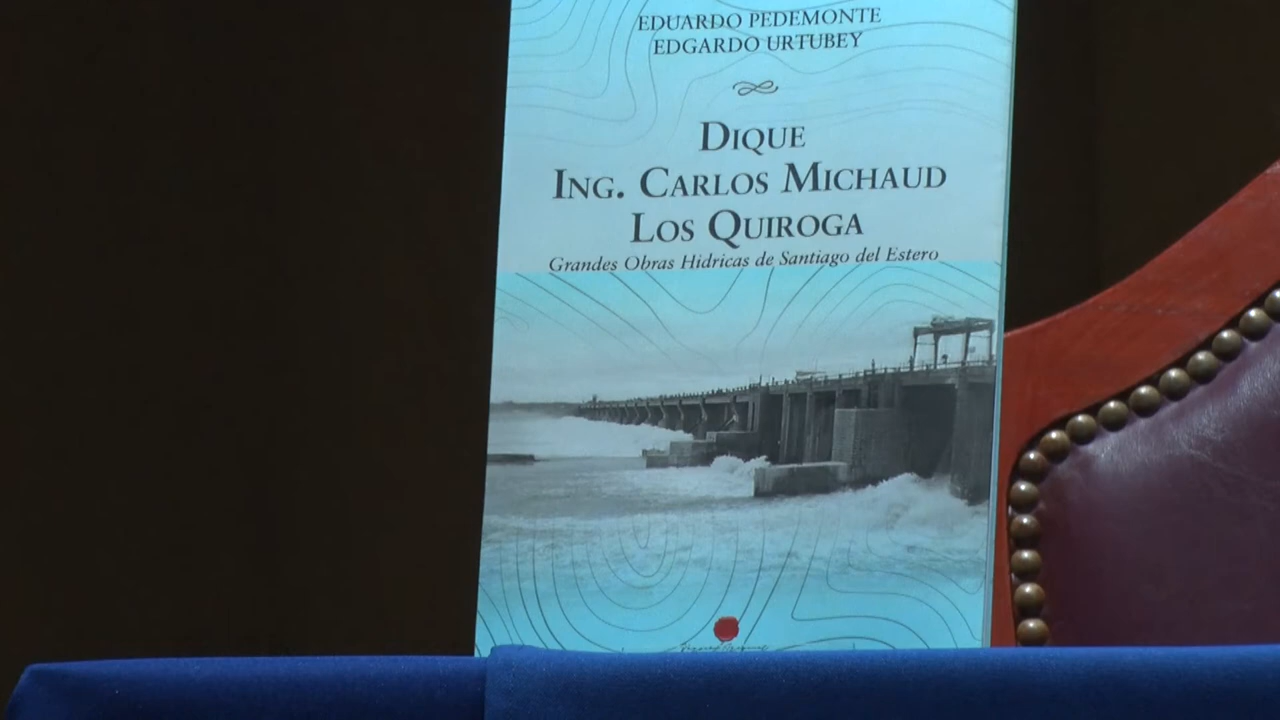 EDUARDO PEDEMONTE
EDGARDO URTUBEY
DIQUE
ING. CARLOS MICHAUD
LOS QUIROGA
Grandes Obras Hídricas de Santiago del Estero